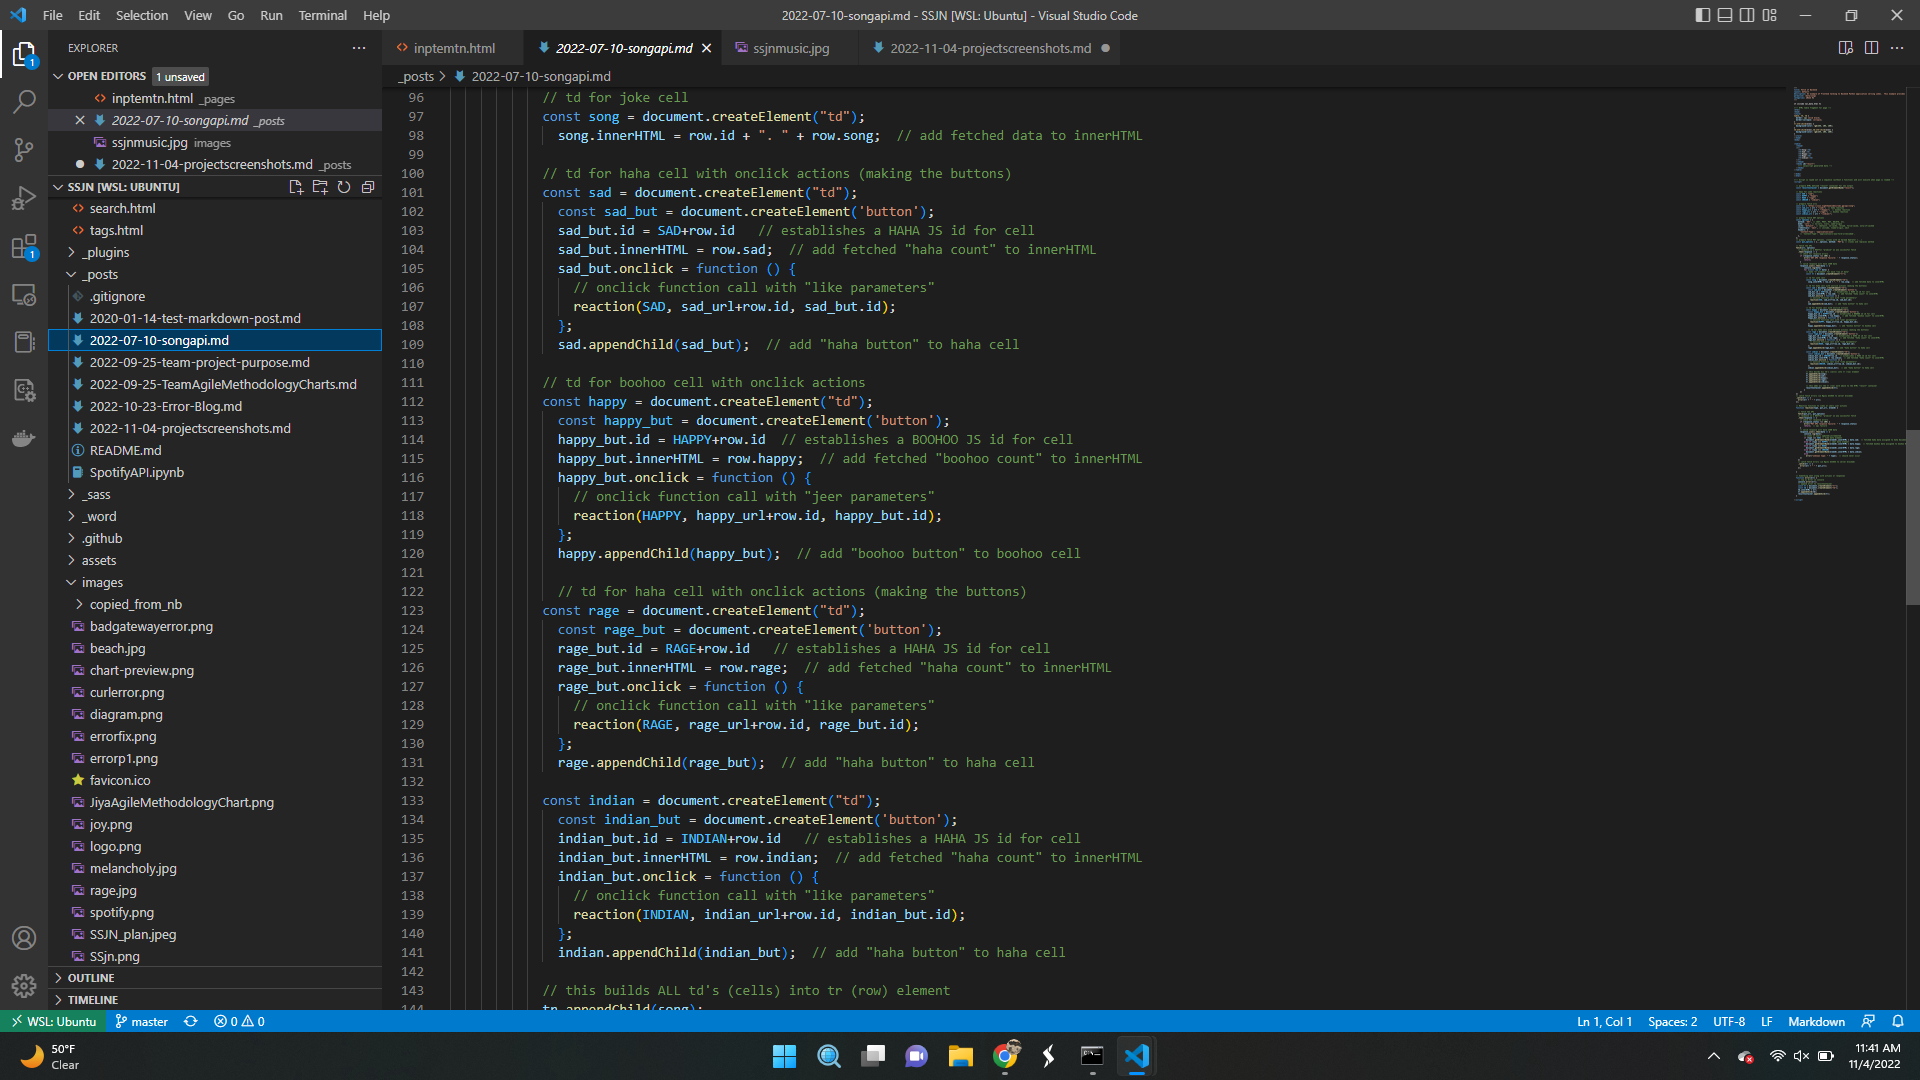 File Edit Selection View Go Run Terminal Help
2022-07-10-songapi.md - SSJN [WSL: Ubuntu] - Visual Studio Code
EXPLORER
OPEN EDITORS 1 unsaved
inptemtn.html _pages
2022-07-10-songapi.md _posts
ssjnmusic.jpg images
2022-11-04-projectscreenshots.md _posts
SSJN [WSL: UBUNTU]
search.html
tags.html
_plugins
_posts
.gitignore
2020-01-14-test-markdown-post.md
2022-07-10-songapi.md
2022-09-25-team-project-purpose.md
2022-09-25-TeamAgileMethodologyCharts.md
2022-10-23-Error-Blog.md
2022-11-04-projectscreenshots.md
README.md
SpotifyAPI.ipynb
_sass
_word
.github
assets
images
copied_from_nb
badgatewayerror.png
beach.jpg
chart-preview.png
curlerror.png
diagram.png
errorfix.png
errorp1.png
favicon.ico
JiyaAgileMethodologyChart.png
joy.png
logo.png
melancholy.jpg
rage.jpg
spotify.png
SSJN_plan.jpeg
SSjn.png
OUTLINE
TIMELINE
inptemtn.html 2022-07-10-songapi.md ssjnmusic.jpg 2022-11-04-projectscreenshots.md
_posts > 2022-07-10-songapi.md
96 // td for joke cell
97 const song = document.createElement("td");
98 song.innerHTML = row.id + ". " + row.song; // add fetched data to innerHTML
99
100 // td for haha cell with onclick actions (making the buttons)
101 const sad = document.createElement("td");
102 const sad_but = document.createElement('button');
103 sad_but.id = SAD+row.id // establishes a HAHA JS id for cell
104 sad_but.innerHTML = row.sad; // add fetched "haha count" to innerHTML
105 sad_but.onclick = function () {
106 // onclick function call with "like parameters"
107 reaction(SAD, sad_url+row.id, sad_but.id);
108 };
109 sad.appendChild(sad_but); // add "haha button" to haha cell
110
111 // td for boohoo cell with onclick actions
112 const happy = document.createElement("td");
113 const happy_but = document.createElement('button');
114 happy_but.id = HAPPY+row.id // establishes a BOOHOO JS id for cell
115 happy_but.innerHTML = row.happy; // add fetched "boohoo count" to innerHTML
116 happy_but.onclick = function () {
117 // onclick function call with "jeer parameters"
118 reaction(HAPPY, happy_url+row.id, happy_but.id);
119 };
120 happy.appendChild(happy_but); // add "boohoo button" to boohoo cell
121
122 // td for haha cell with onclick actions (making the buttons)
123 const rage = document.createElement("td");
124 const rage_but = document.createElement('button');
125 rage_but.id = RAGE+row.id // establishes a HAHA JS id for cell
126 rage_but.innerHTML = row.rage; // add fetched "haha count" to innerHTML
127 rage_but.onclick = function () {
128 // onclick function call with "like parameters"
129 reaction(RAGE, rage_url+row.id, rage_but.id);
130 };
131 rage.appendChild(rage_but); // add "haha button" to haha cell
132
133 const indian = document.createElement("td");
134 const indian_but = document.createElement('button');
135 indian_but.id = INDIAN+row.id // establishes a HAHA JS id for cell
136 indian_but.innerHTML = row.indian; // add fetched "haha count" to innerHTML
137 indian_but.onclick = function () {
138 // onclick function call with "like parameters"
139 reaction(INDIAN, indian_url+row.id, indian_but.id);
140 };
141 indian.appendChild(indian_but); // add "haha button" to haha cell
142
143 // this builds ALL td's (cells) into tr (row) element
144 tr.appendChild(song);
WSL: Ubuntu master 0 0 Ln 1, Col 1 Spaces: 2 UTF-8 LF Markdown
50°F
Clear
11:41 AM
11/4/2022